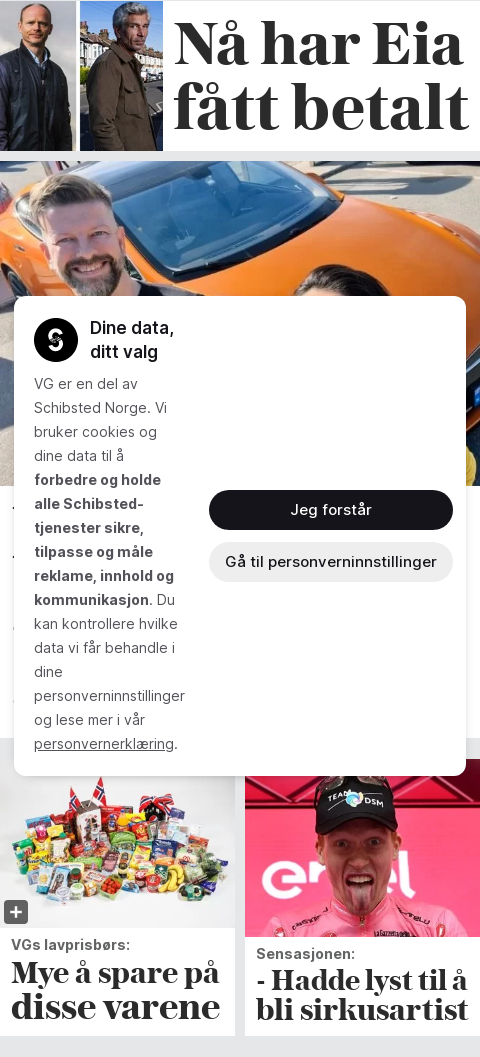 Nå har Eia
fått betalt
Dine data,
ditt valg
VG er en del av
Schibsted Norge. Vi
bruker cookies og
dine data til å
forbedre og holde
alle Schibsted-
tjenester sikre,
tilpasse og måle
reklame, innhold og
kommunikasjon. Du
kan kontrollere hvilke
data vi får behandle i
dine
personverninnstillinger
og lese mer i vår
personvernerklæring.
Jeg forstår
Gå til personverninnstillinger
VGs lavprisbørs:
Mye å spare på
disse varene
TEAM
DSM
enel
Sensasjonen:
- Hadde lyst til å
bli sirkusartist